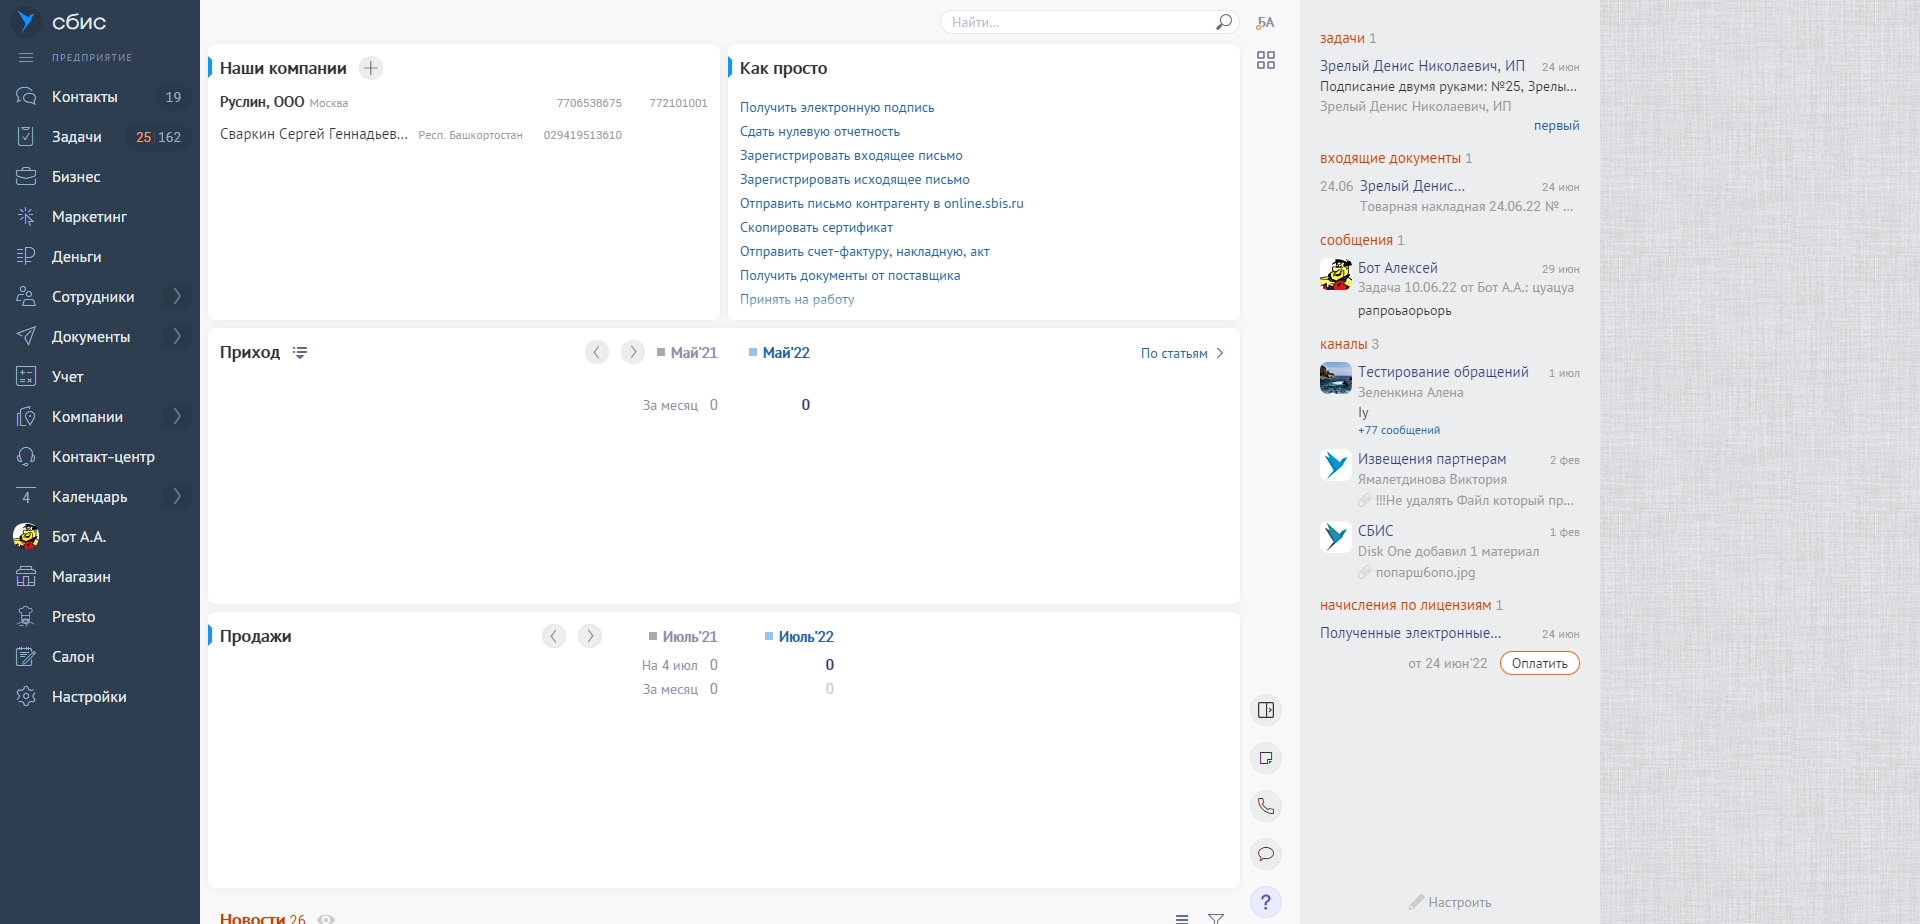 сбис
ПРЕДПРИЯТИЕ
Контакты 19
Задачи 25 162
Бизнес
Маркетинг
Деньги
Сотрудники
Документы
Учет
Компании
Контакт-центр
4 Календарь
Бот А.А.
Магазин
Presto
Салон
Настройки
Найти...
БА
Наши компании
Руслин, ООО Москва 7706538675 772101001
Сваркин Сергей Геннадьев... Респ. Башкортостан 029419513610
Как просто
Получить электронную подпись
Сдать нулевую отчетность
Зарегистрировать входящее письмо
Зарегистрировать исходящее письмо
Отправить письмо контрагенту в online.sbis.ru
Скопировать сертификат
Отправить счет-фактуру, накладную, акт
Получить документы от поставщика
Принять на работу
Приход Май'21 Май'22 По статьям
За месяц 0 0
Продажи Июль'21 Июль'22
На 4 июл 0 0
За месяц 0 0
Новости 26
?
задачи 1
Зрелый Денис Николаевич, ИП 24 июн
Подписание двумя руками: №25, Зрелы...
Зрелый Денис Николаевич, ИП
первый
входящие документы 1
24.06 Зрелый Денис... 24 июн
Товарная накладная 24.06.22 № ...
сообщения 1
Бот Алексей 29 июн
Задача 10.06.22 от Бот А.А.: цуацуа
рапроьаорьорь
каналы 3
Тестирование обращений 1 июл
Зеленкина Алена
Iy
+77 сообщений
Извещения партнерам 2 фев
Ямалетдинова Виктория
!!!Не удалять Файл который пр...
СБИС 1 фев
Disk One добавил 1 материал
попарш6опо.jpg
начисления по лицензиям 1
Полученные электронные... 24 июн
от 24 июн'22 Оплатить
Настроить